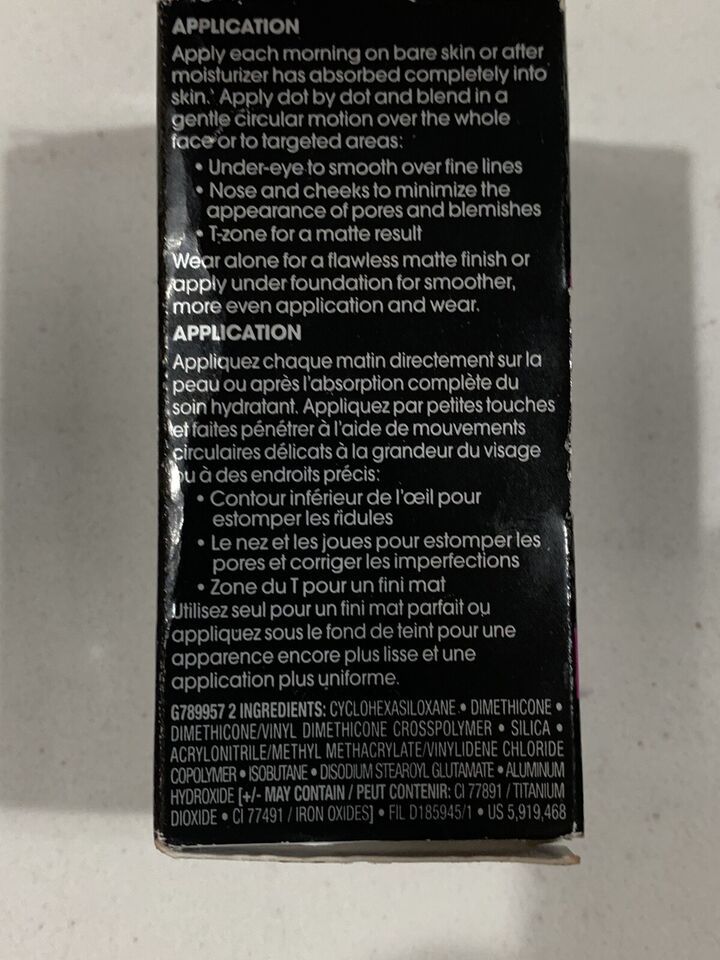 APPLICATION
Apply each morning on bare skin or after
moisturizer has absorbed completely into
skin. Apply dot by dot and blend in a
gentle circular motion over the whole
face or to targeted areas:
• Under-eye to smooth over fine lines
• Nose and cheeks to minimize the
appearance of pores and blemishes
• T-zone for a matte result
Wear alone for a flawless matte finish or
apply under foundation for smoother,
more even application and wear.
APPLICATION
Appliquez chaque matin directement sur la
peau ou après l'absorption complète du
soin hydratant. Appliquez par petites touches
et faites pénétrer à l'aide de mouvements
circulaires délicats à la grandeur du visage
ou à des endroits précis:
• Contour inférieur de l'œil pour
estomper les ridules
• Le nez et les joues pour estomper les
pores et corriger les imperfections
• Zone du T pour un fini mat
Utilisez seul pour un fini mat parfait ou
appliquez sous le fond de teint pour une
apparence encore plus lisse et une
application plus uniforme.
G789957 2 INGREDIENTS: CYCLOHEXASILOXANE • DIMETHICONE •
DIMETHICONE/VINYL DIMETHICONE CROSSPOLYMER • SILICA •
ACRYLONITRILE/METHYL METHACRYLATE/VINYLIDENE CHLORIDE
COPOLYMER • ISOBUTANE • DISODIUM STEAROYL GLUTAMATE • ALUMINUM
HYDROXIDE [+/- MAY CONTAIN / PEUT CONTENIR: CI 77891 / TITANIUM
DIOXIDE • CI 77491 / IRON OXIDES] • FIL D185945/1 • US 5,919,468